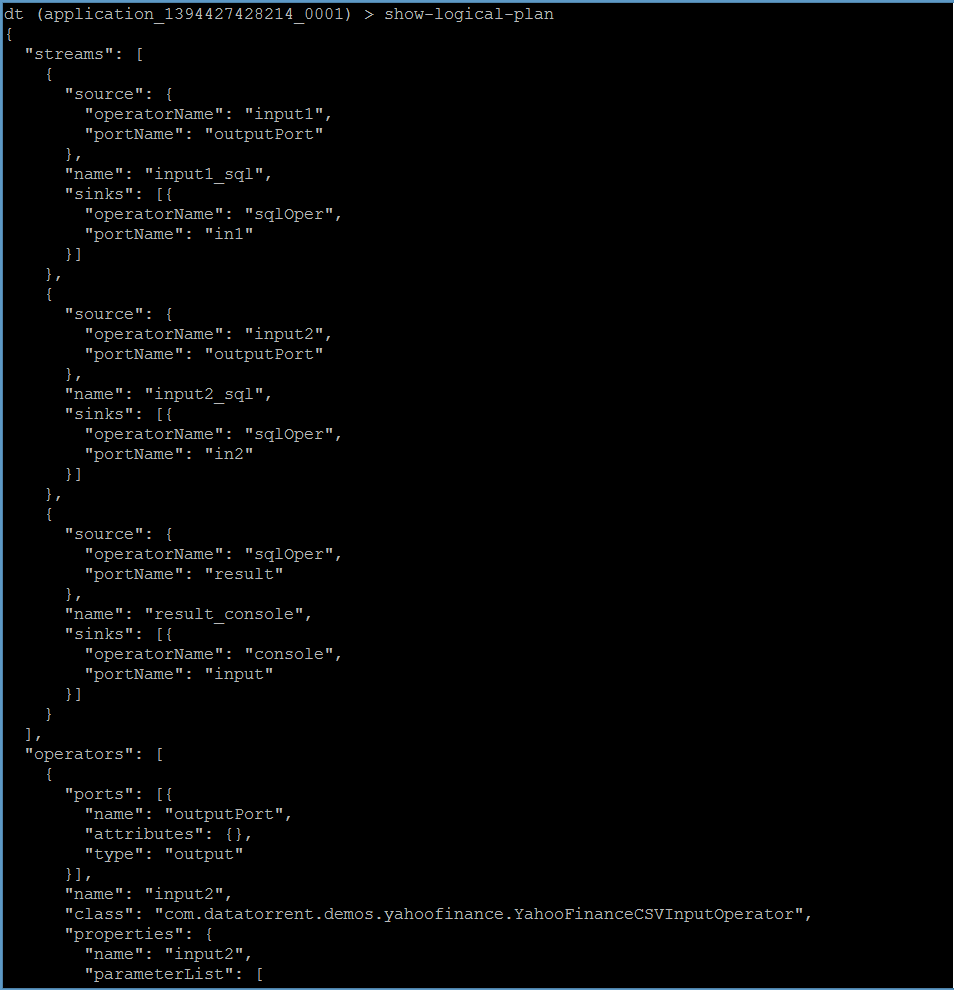 dt (application_1394427428214_0001) > show-logical-plan
{
  "streams": [
    {
      "source": {
        "operatorName": "input1",
        "portName": "outputPort"
      },
      "name": "input1_sql",
      "sinks": [{
        "operatorName": "sqlOper",
        "portName": "in1"
      }]
    },
    {
      "source": {
        "operatorName": "input2",
        "portName": "outputPort"
      },
      "name": "input2_sql",
      "sinks": [{
        "operatorName": "sqlOper",
        "portName": "in2"
      }]
    },
    {
      "source": {
        "operatorName": "sqlOper",
        "portName": "result"
      },
      "name": "result_console",
      "sinks": [{
        "operatorName": "console",
        "portName": "input"
      }]
    }
  ],
  "operators": [
    {
      "ports": [{
        "name": "outputPort",
        "attributes": {},
        "type": "output"
      }],
      "name": "input2",
      "class": "com.datatorrent.demos.yahoofinance.YahooFinanceCSVInputOperator",
      "properties": {
        "name": "input2",
        "parameterList": [